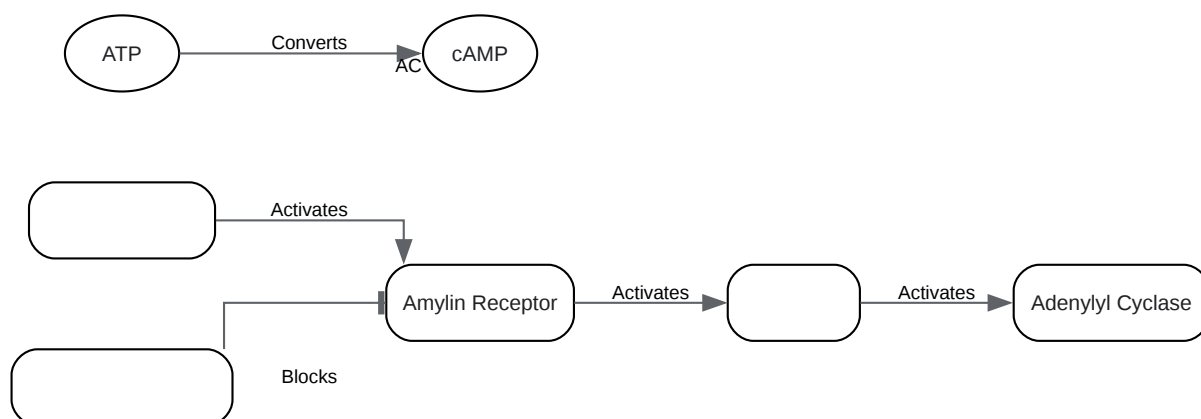 ATP
Converts
AC
cAMP
Activates
Amylin Receptor
Activates
Activates
Adenylyl Cyclase
Blocks